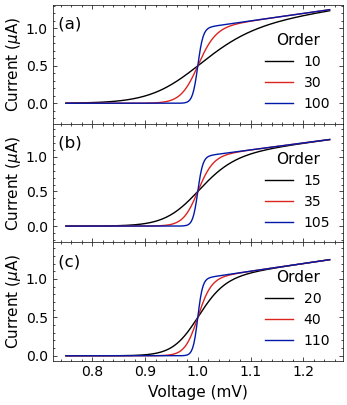 (a)
Order
10
30
100
1.0
0.5
0.0
Current (μA)
(b)
Order
15
35
105
1.0
0.5
0.0
Current (μA)
(c)
Order
20
40
110
1.0
0.5
0.0
Current (μA)
0.8 0.9 1.0 1.1 1.2
Voltage (mV)